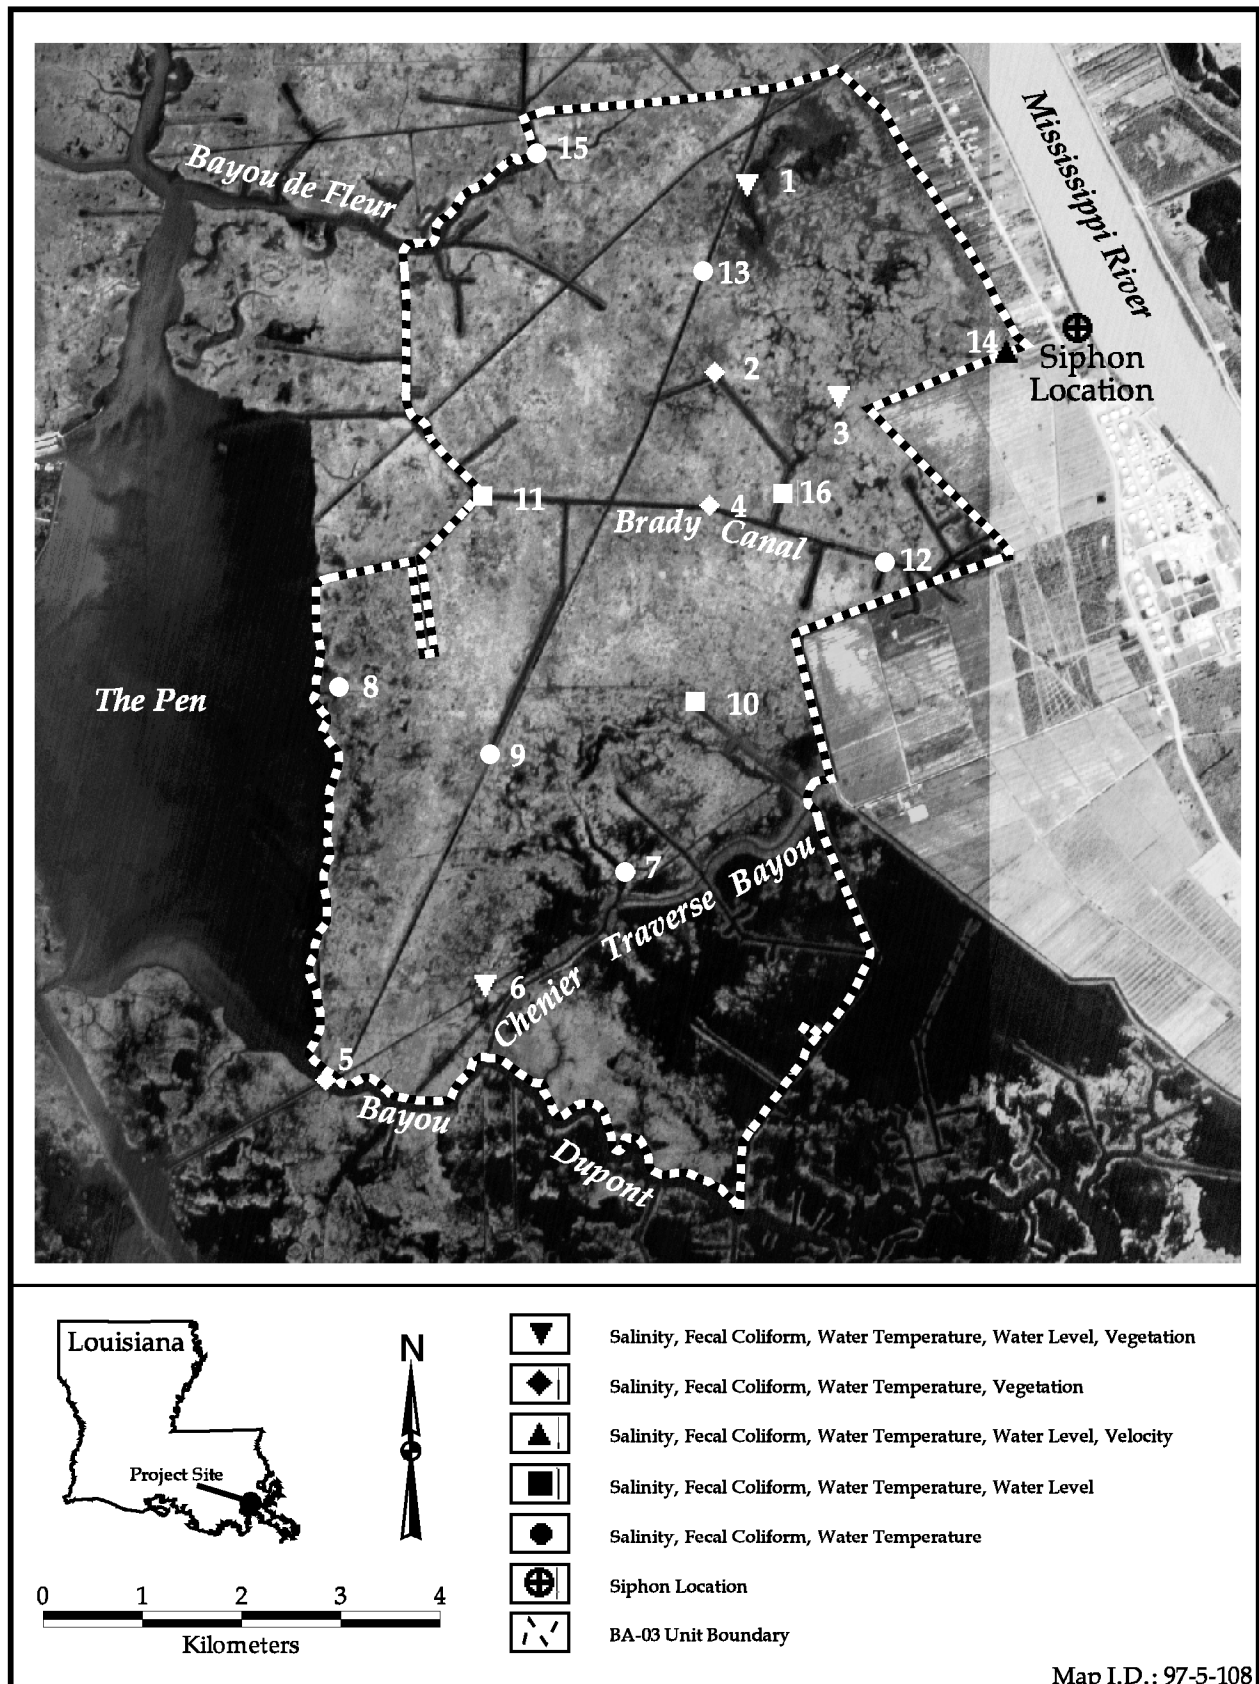 Mississippi River
15
Bayou de Fleur
1
13
14
Siphon
Location
2
3
11
16
4
Brady Canal
12
8
The Pen
10
9
7
Chenier Traverse Bayou
6
5
Bayou
Dupont
Louisiana
Project Site
N
0 1 2 3 4
Kilometers
Salinity, Fecal Coliform, Water Temperature, Water Level, Vegetation
Salinity, Fecal Coliform, Water Temperature, Vegetation
Salinity, Fecal Coliform, Water Temperature, Water Level, Velocity
Salinity, Fecal Coliform, Water Temperature, Water Level
Salinity, Fecal Coliform, Water Temperature
Siphon Location
BA-03 Unit Boundary
Map I.D.: 97-5-108